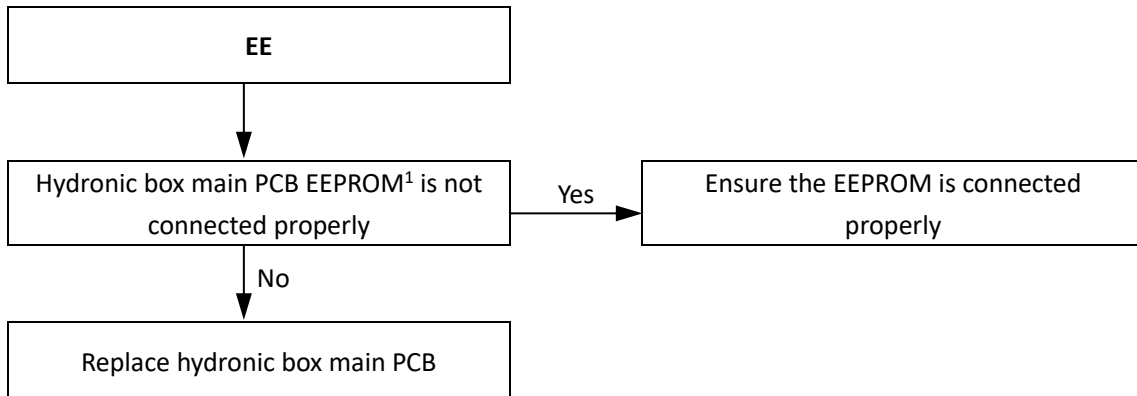 EE
Hydronic box main PCB EEPROM¹ is not
connected properly
Yes
Ensure the EEPROM is connected
properly
No
Replace hydronic box main PCB